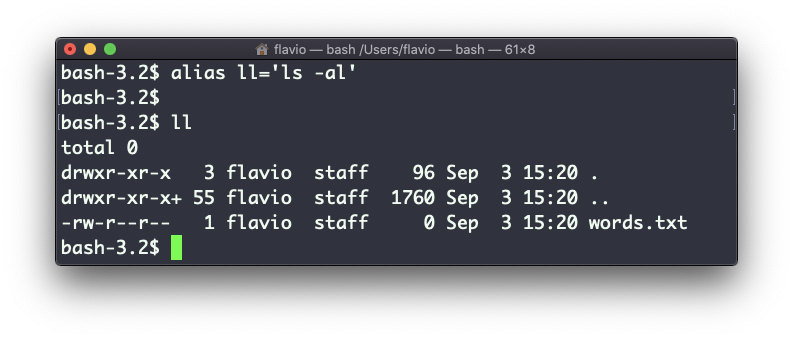 flavio — bash /Users/flavio — bash — 61×8
bash-3.2$ alias ll='ls -al'
bash-3.2$
bash-3.2$ ll
total 0
drwxr-xr-x   3 flavio  staff    96 Sep  3 15:20 .
drwxr-xr-x+ 55 flavio  staff  1760 Sep  3 15:20 ..
-rw-r--r--   1 flavio  staff     0 Sep  3 15:20 words.txt
bash-3.2$